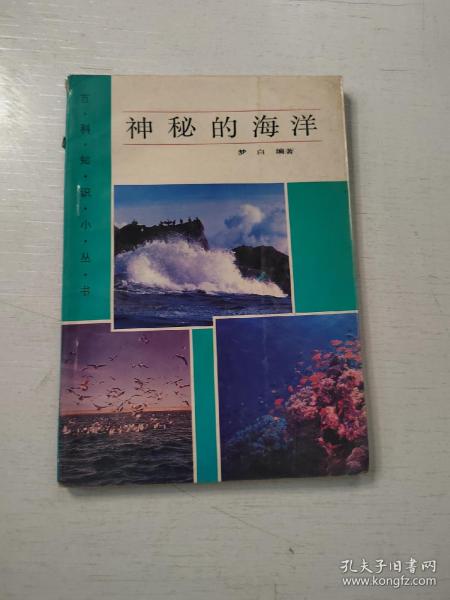 百·科·知·识·小·丛·书
神秘的海洋
梦 白 编著
孔夫子旧书网
www.kongfz.com